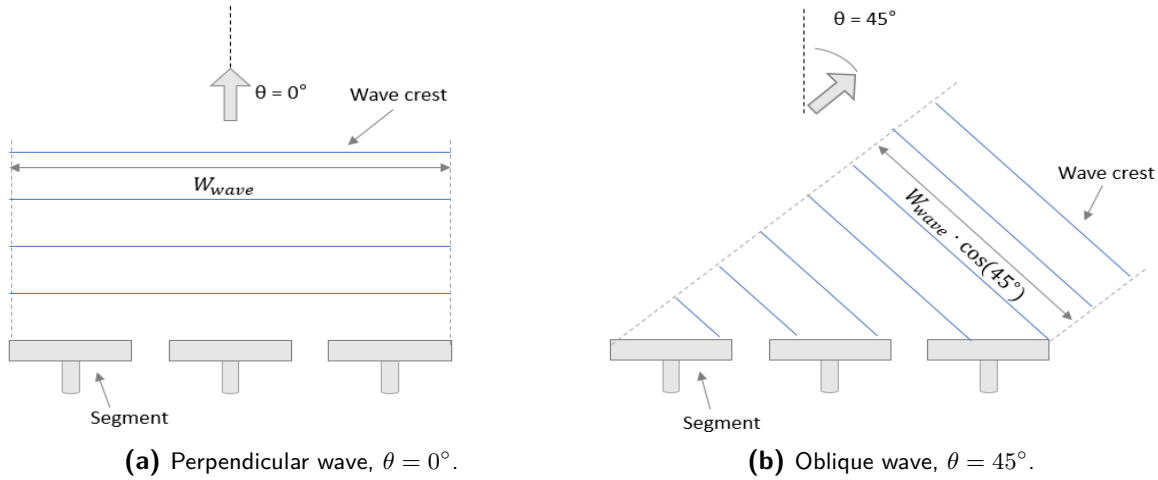 θ = 0°
Wave crest
W_wave
Segment
(a) Perpendicular wave, θ = 0°.
θ = 45°
Wave crest
W_wave · cos(45°)
Segment
(b) Oblique wave, θ = 45°.